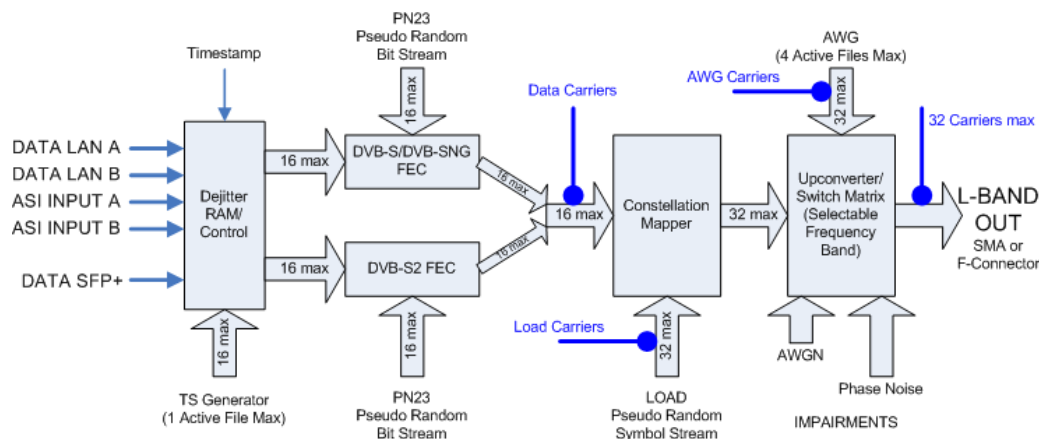 PN23
Pseudo Random
Bit Stream
AWG
(4 Active Files Max)
Timestamp
AWG Carriers
Data Carriers
32 Carriers max
16 max
32 max
DATA LAN A
DATA LAN B
ASI INPUT A
ASI INPUT B
DATA SFP+
Dejitter
RAM/
Control
16 max
DVB-S/DVB-SNG
FEC
16 max
16 max
Constellation
Mapper
32 max
Upconverter/
Switch Matrix
(Selectable
Frequency
Band)
L-BAND
OUT
SMA or
F-Connector
16 max
DVB-S2 FEC
16 max
16 max
16 max
Load Carriers
32 max
AWGN
Phase Noise
TS Generator
(1 Active File Max)
PN23
Pseudo Random
Bit Stream
LOAD
Pseudo Random
Symbol Stream
IMPAIRMENTS